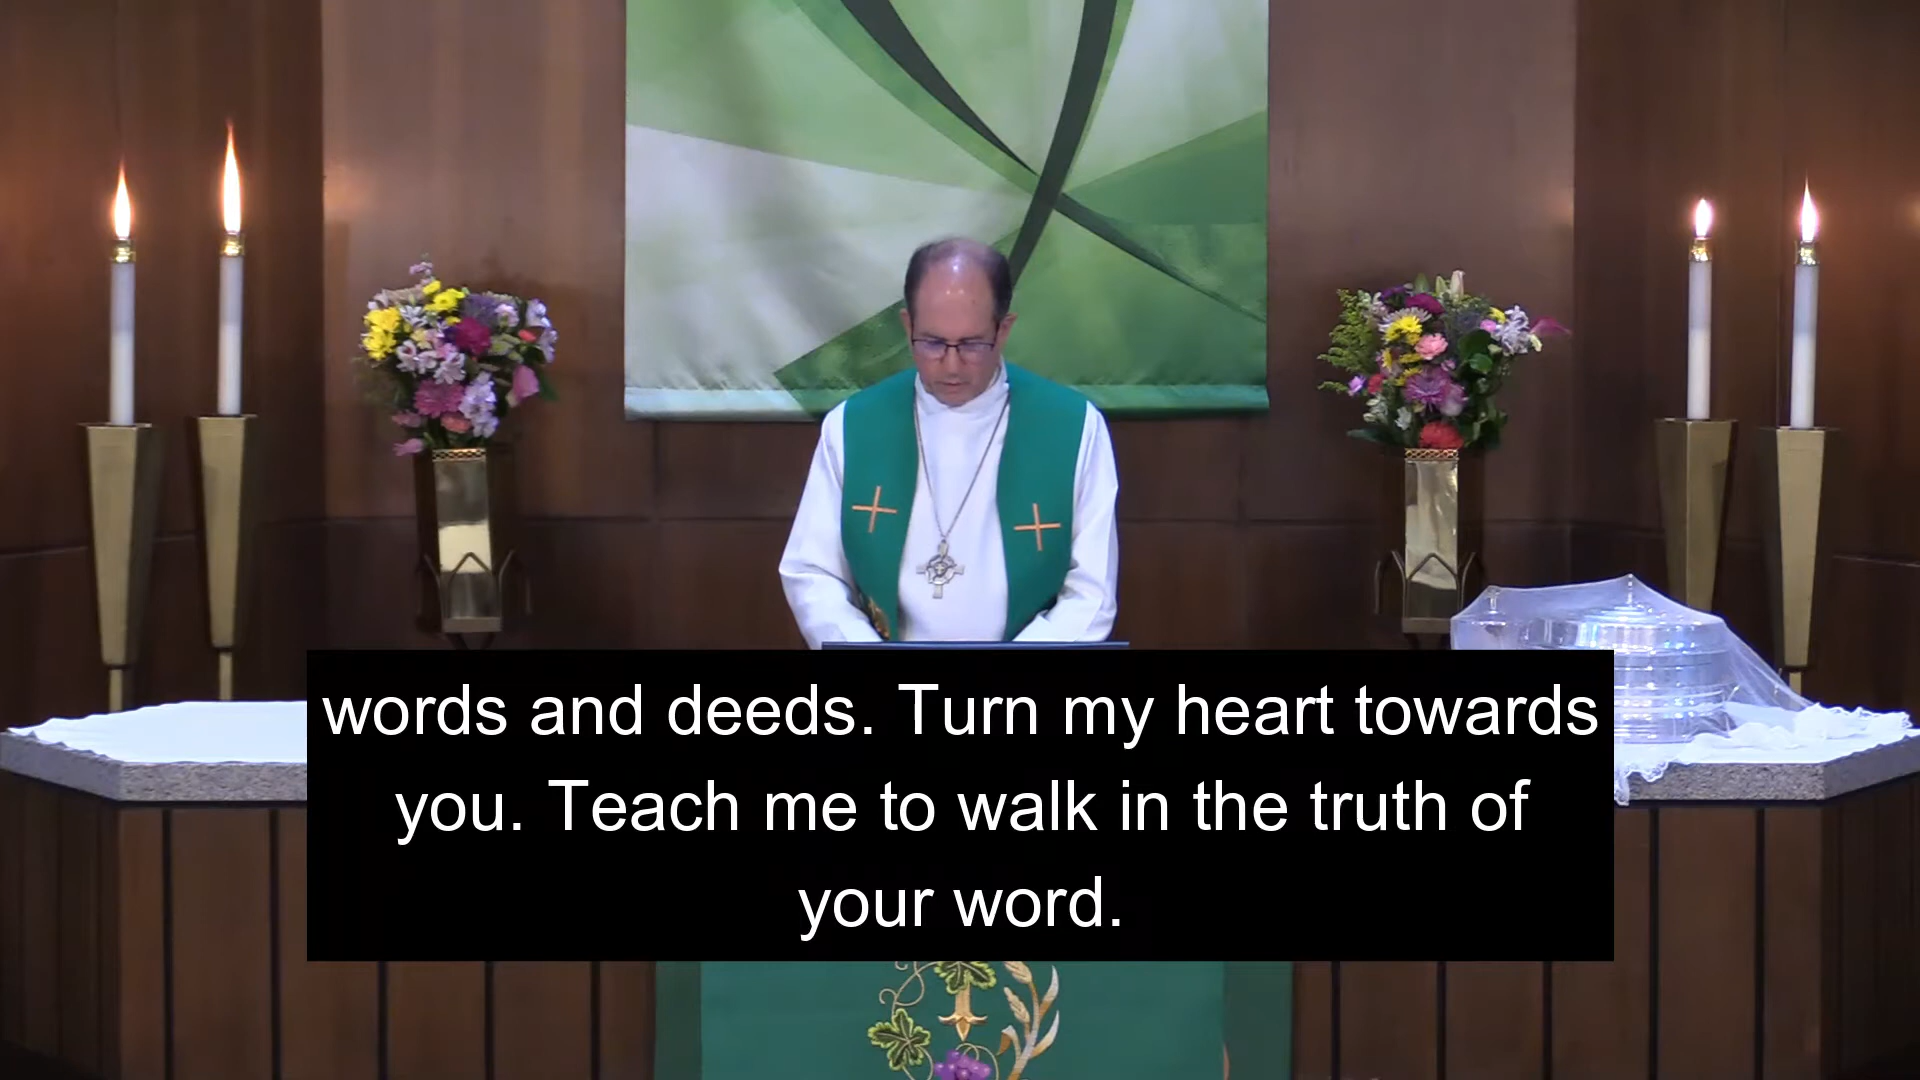 words and deeds. Turn my heart towards
you. Teach me to walk in the truth of
your word.